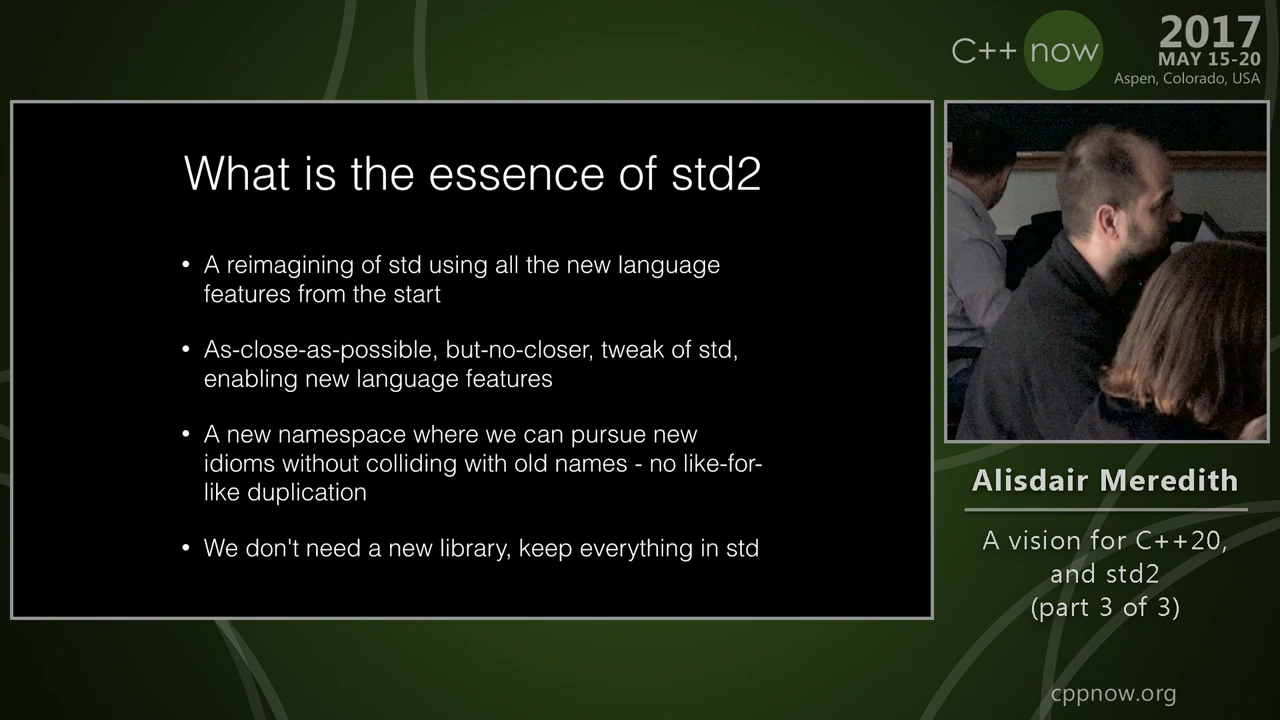 C++ now
2017
MAY 15-20
Aspen, Colorado, USA
What is the essence of std2
• A reimagining of std using all the new language
features from the start
• As-close-as-possible, but-no-closer, tweak of std,
enabling new language features
• A new namespace where we can pursue new
idioms without colliding with old names - no like-for-
like duplication
• We don't need a new library, keep everything in std
Alisdair Meredith
A vision for C++20,
and std2
(part 3 of 3)
cppnow.org